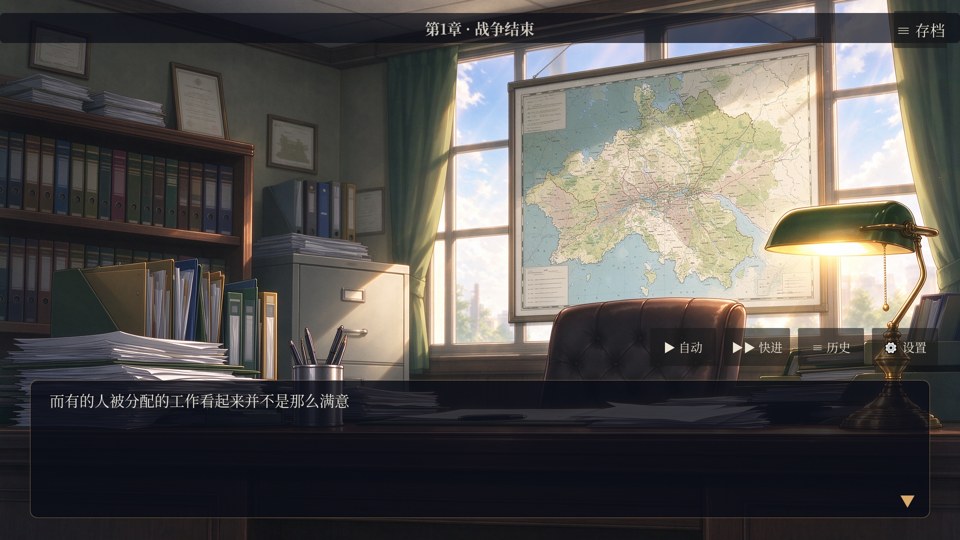 第1章 · 战争结束
≡ 存档
▶ 自动
▶▶ 快进
≡ 历史
⚙ 设置
而有的人被分配的工作看起来并不是那么满意
▼